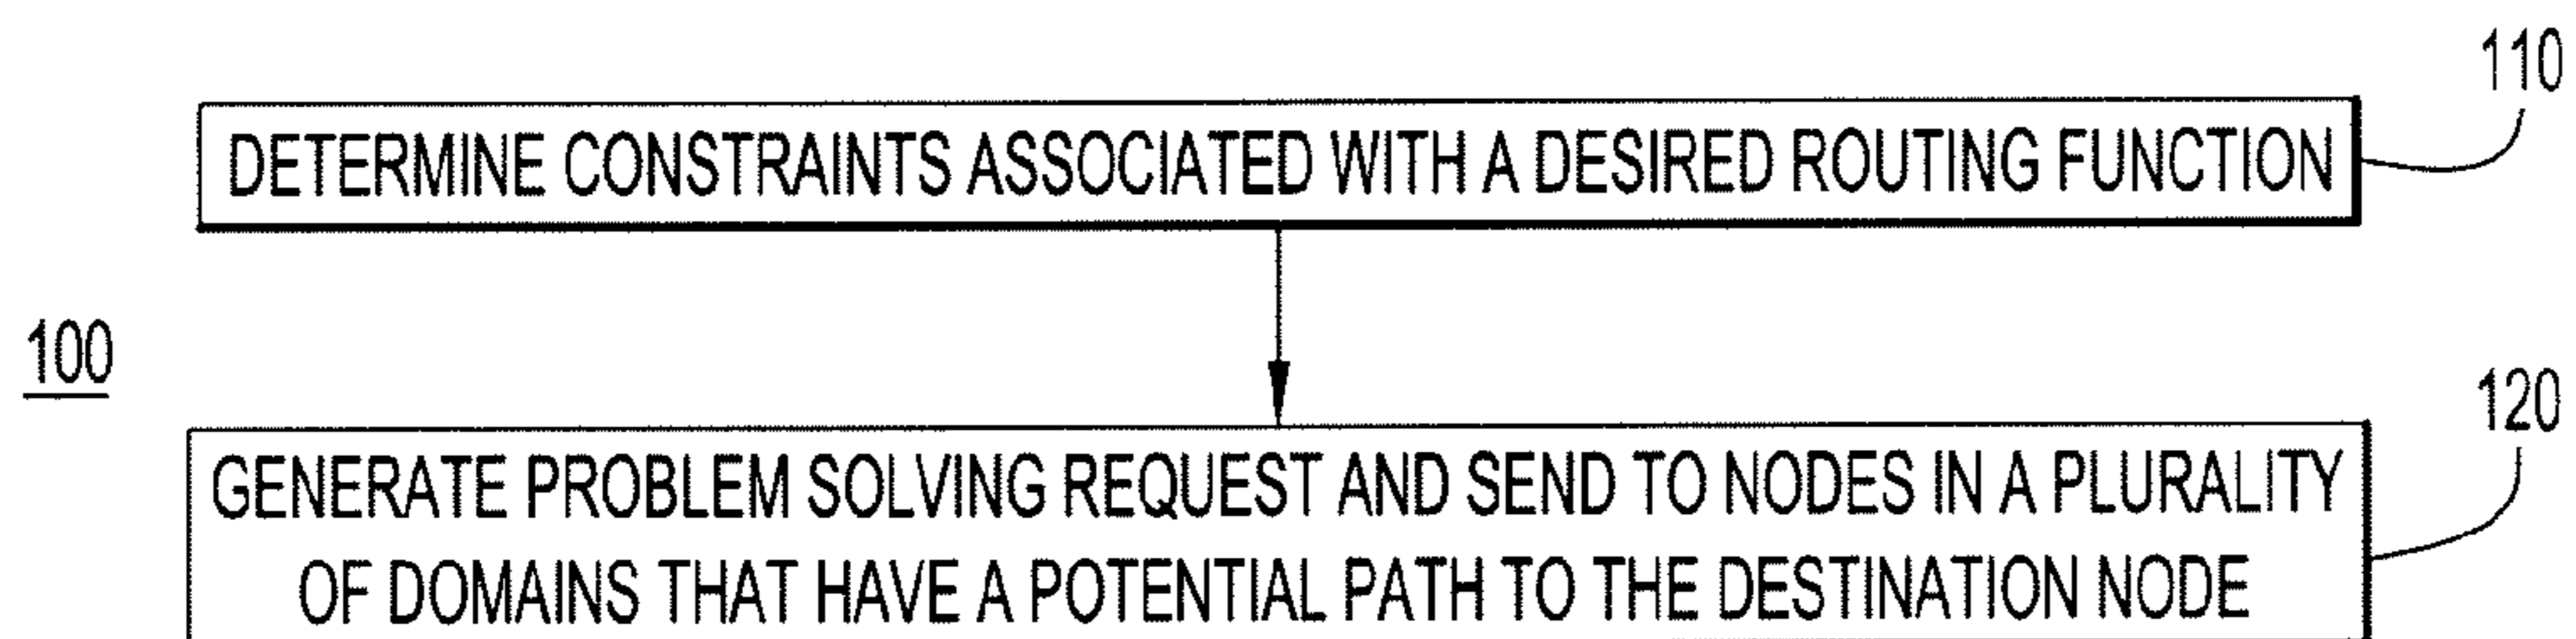 110
DETERMINE CONSTRAINTS ASSOCIATED WITH A DESIRED ROUTING FUNCTION
100
120
GENERATE PROBLEM SOLVING REQUEST AND SEND TO NODES IN A PLURALITY
OF DOMAINS THAT HAVE A POTENTIAL PATH TO THE DESTINATION NODE